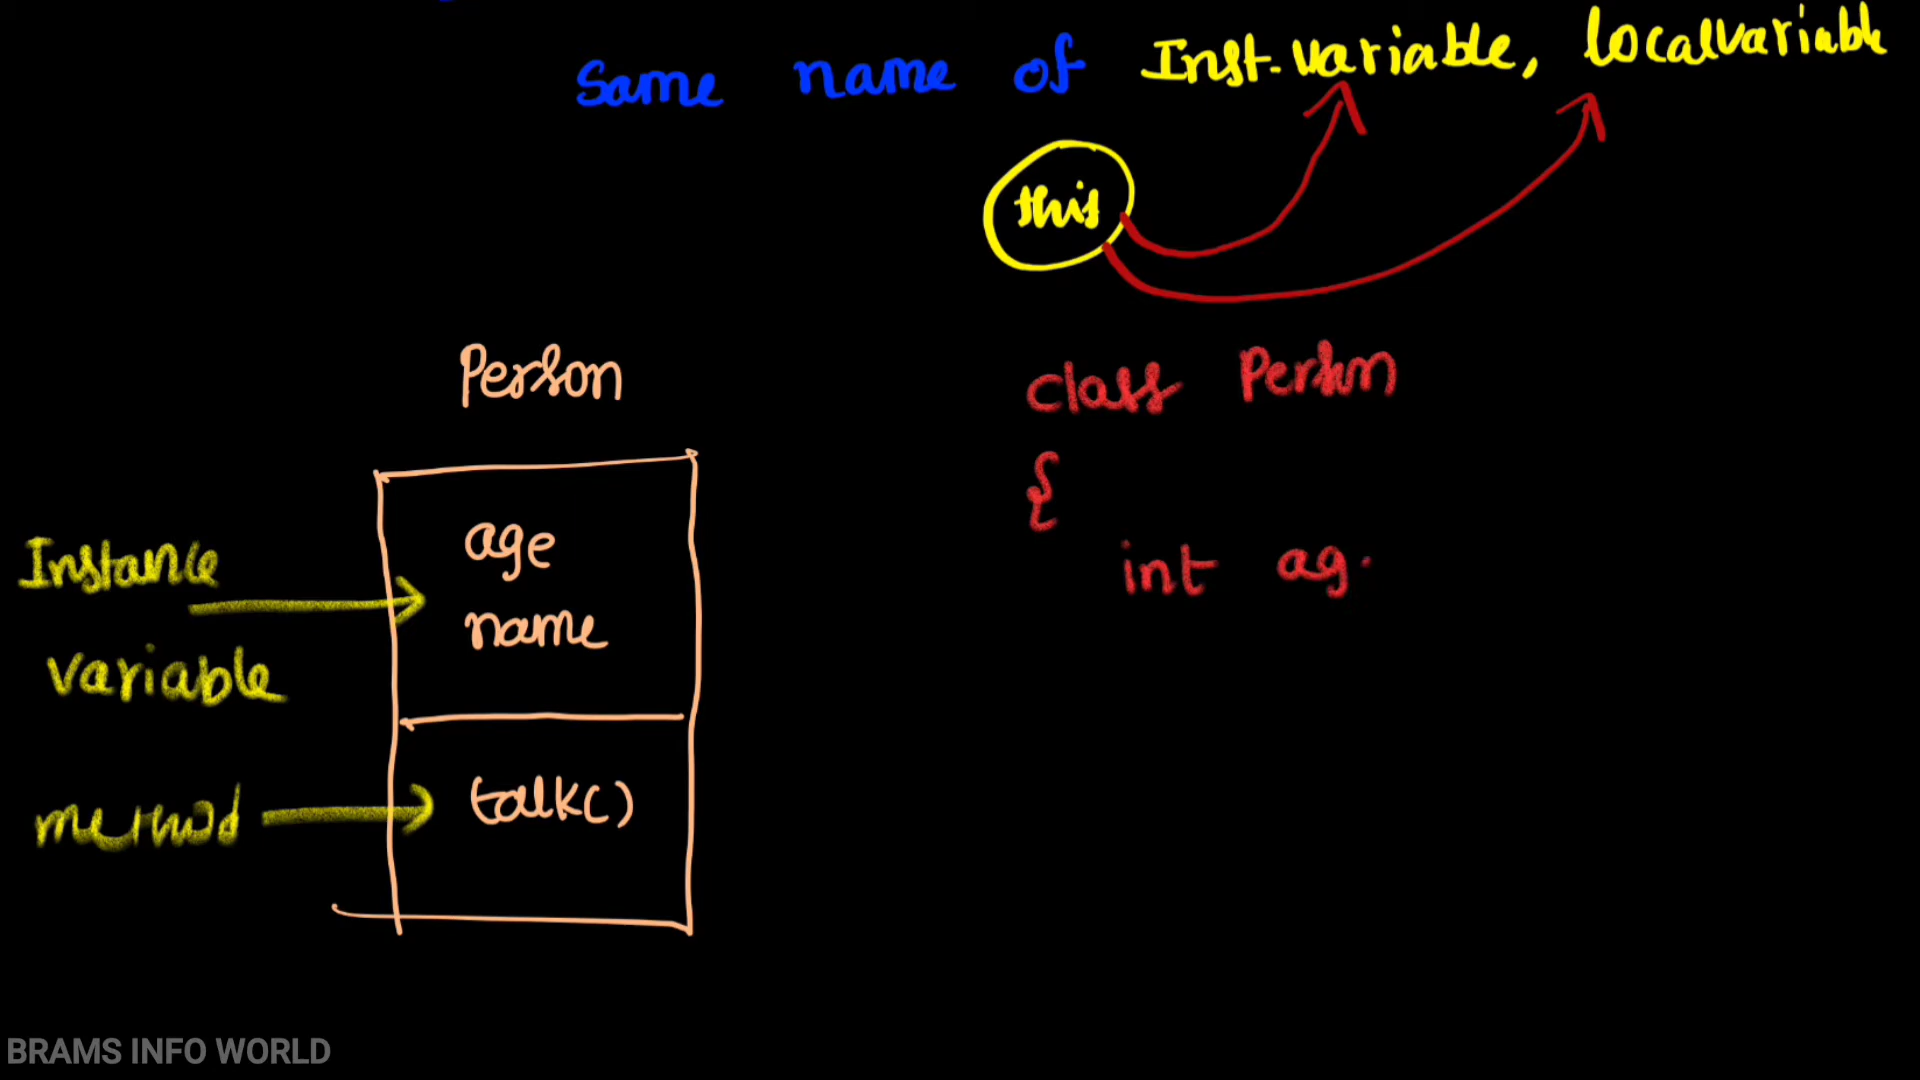 Same name of Inst.variable, localvariable
this
Person
class Person
{
age
int ag
Instance
name
variable
talk()
method
BRAMS INFO WORLD